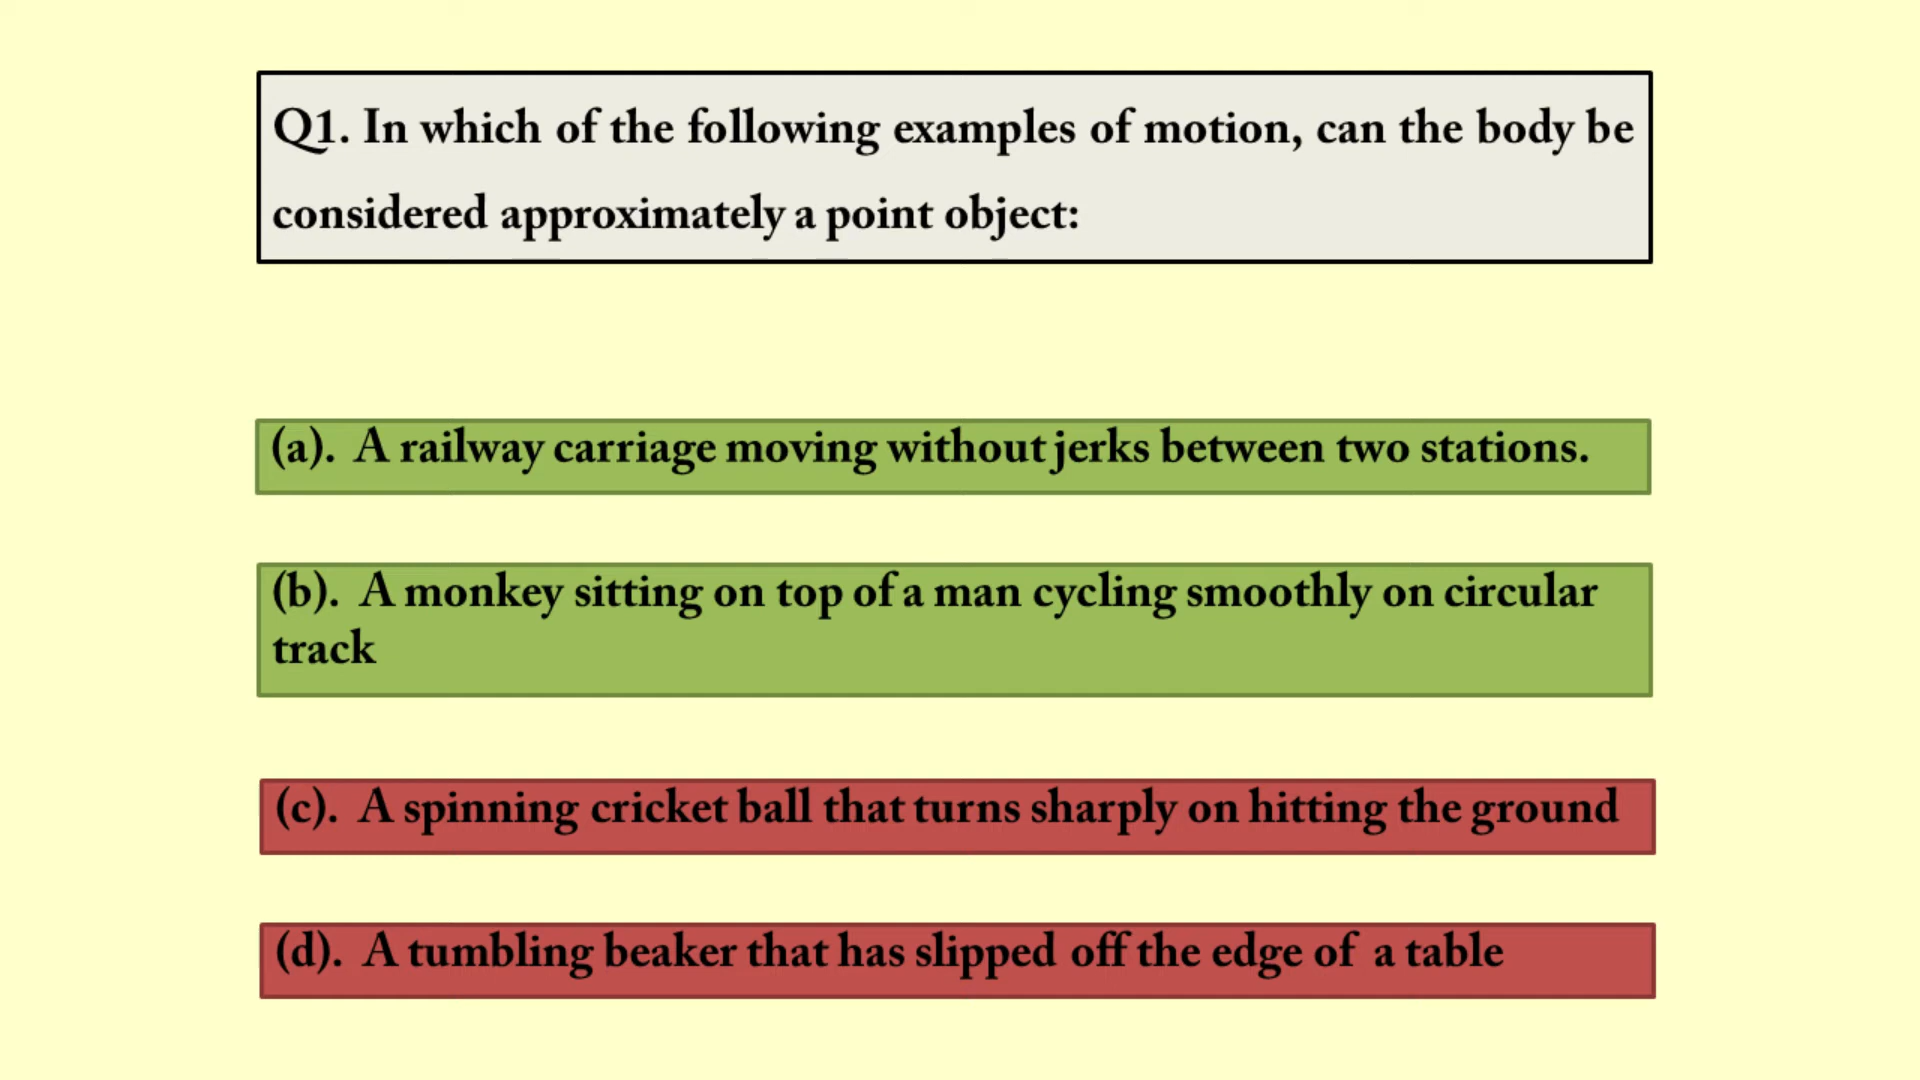 Q1. In which of the following examples of motion, can the body be
considered approximately a point object:
(a). A railway carriage moving without jerks between two stations.
(b). A monkey sitting on top of a man cycling smoothly on circular
track
(c). A spinning cricket ball that turns sharply on hitting the ground
(d). A tumbling beaker that has slipped off the edge of a table